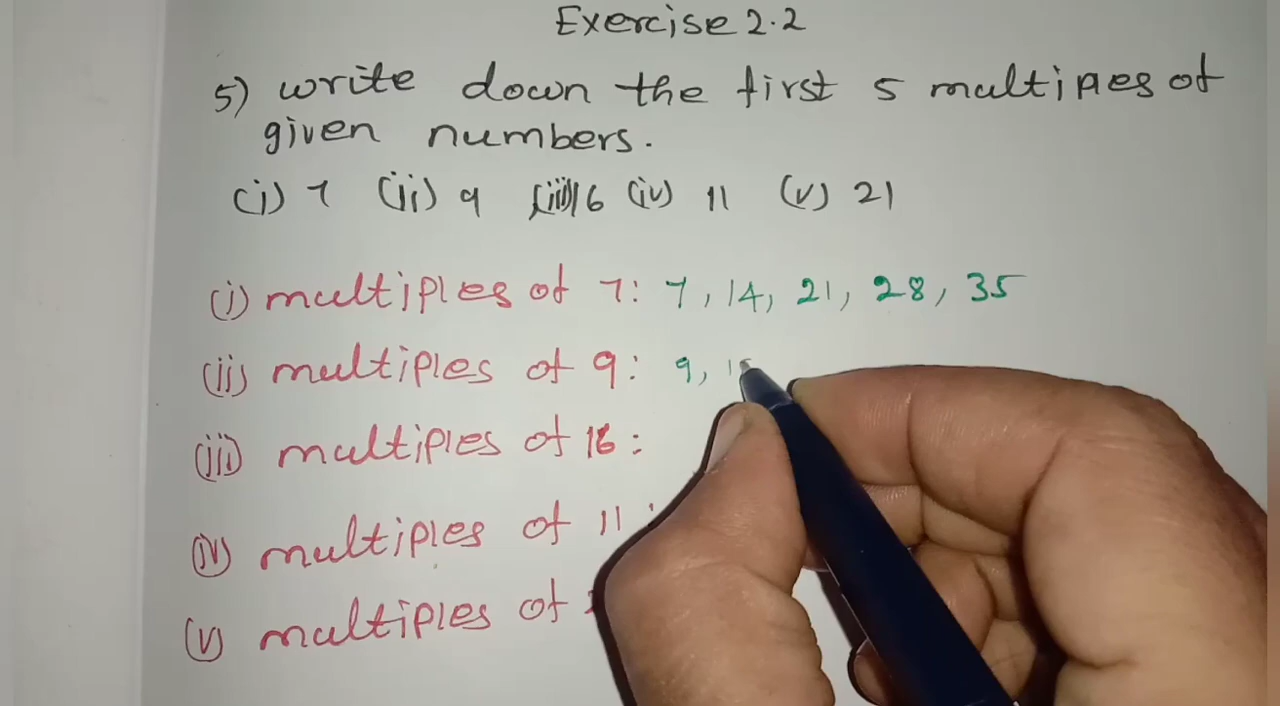 Exercise 2.2
5) write down the first 5 multiples of
given numbers.
(i) 7 (ii) 9 (iii) 16 (iv) 11 (v) 21
(i) multiples of 7: 7, 14, 21, 28, 35
(ii) multiples of 9: 9,
(iii) multiples of 16:
(iv) multiples of 11 :
(v) multiples of